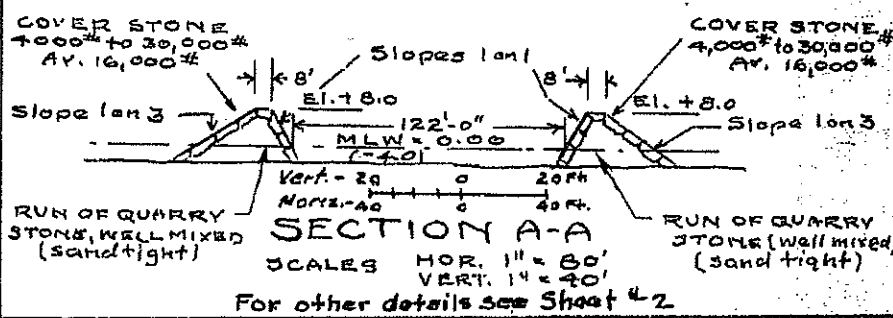 COVER STONE
4000# to 30,000#
AV. 16,000#
Slope 1 on 3
8'
Slopes 1 on 1
El. + 8.0
122'-0"
MLW = 0.00
8'
El. + 8.0
COVER STONE
4,000# to 30,000#
AV. 16,000#
Slope 1 on 3
Vert. - 20 0 20 Ft.
Horiz. - 40 0 40 Ft.
RUN OF QUARRY
STONE, WELL MIXED
(sand tight)
RUN OF QUARRY
STONE (well mixed,
(sand tight)
SECTION A-A
SCALES HOR. 1" = 80'
VERT. 1" = 40'
For other details see Sheet #2